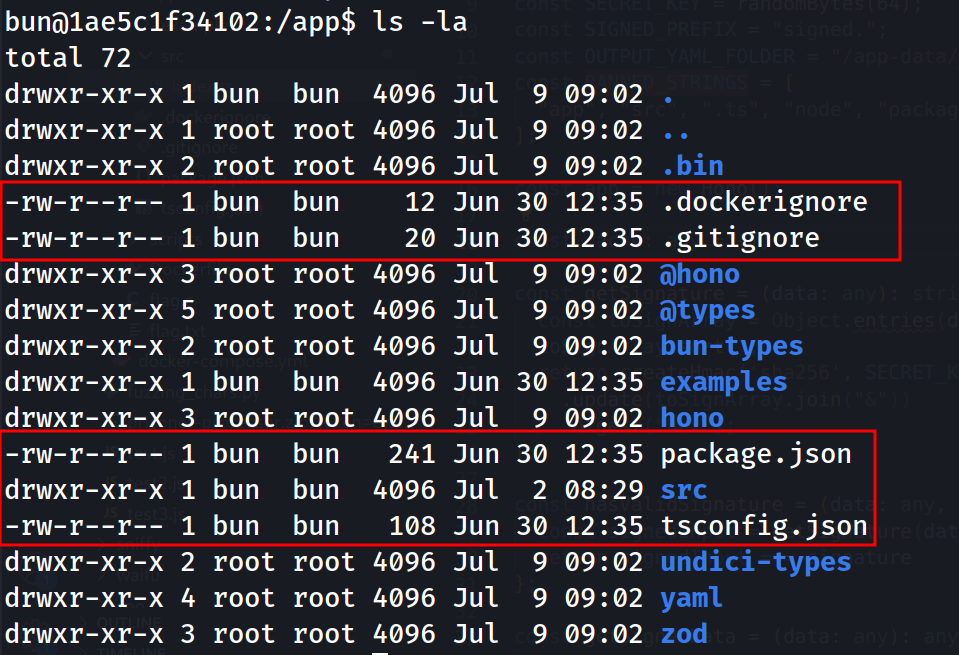 bun@1ae5c1f34102:/app$ ls -la
total 72
drwxr-xr-x 1 bun  bun  4096 Jul  9 09:02 .
drwxr-xr-x 1 root root 4096 Jul  9 09:02 ..
drwxr-xr-x 2 root root 4096 Jul  9 09:02 .bin
-rw-r--r-- 1 bun  bun    12 Jun 30 12:35 .dockerignore
-rw-r--r-- 1 bun  bun    20 Jun 30 12:35 .gitignore
drwxr-xr-x 3 root root 4096 Jul  9 09:02 @hono
drwxr-xr-x 5 root root 4096 Jul  9 09:02 @types
drwxr-xr-x 2 root root 4096 Jul  9 09:02 bun-types
drwxr-xr-x 1 bun  bun  4096 Jun 30 12:35 examples
drwxr-xr-x 3 root root 4096 Jul  9 09:02 hono
-rw-r--r-- 1 bun  bun   241 Jun 30 12:35 package.json
drwxr-xr-x 1 bun  bun  4096 Jul  2 08:29 src
-rw-r--r-- 1 bun  bun   108 Jun 30 12:35 tsconfig.json
drwxr-xr-x 2 root root 4096 Jul  9 09:02 undici-types
drwxr-xr-x 4 root root 4096 Jul  9 09:02 yaml
drwxr-xr-x 3 root root 4096 Jul  9 09:02 zod